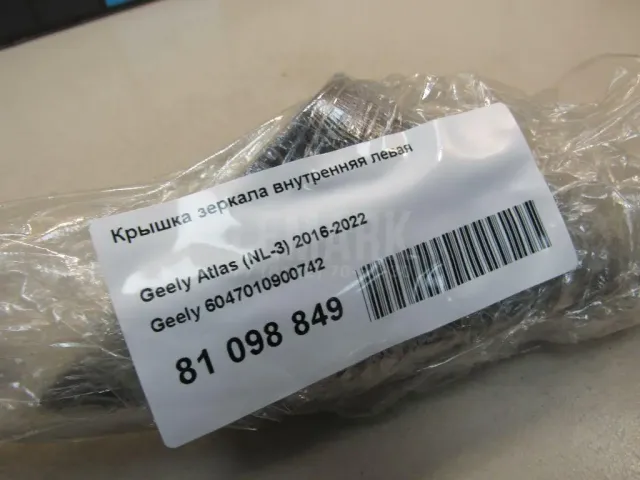 Крышка зеркала внутренняя левая
Geely Atlas (NL-3) 2016-2022
Geely 6047010900742
81 098 849